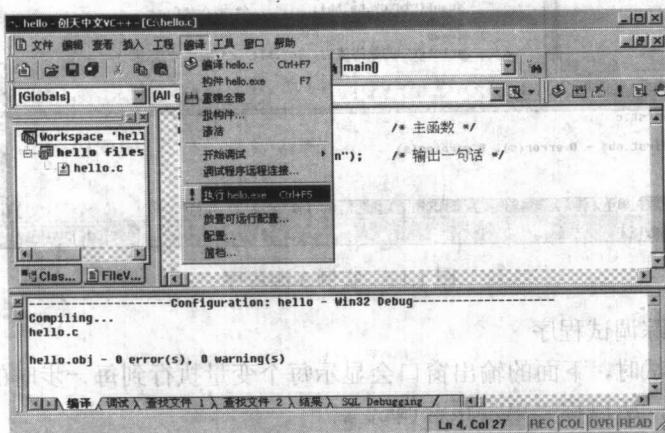 hello - 创天中文VC++ - [C:\hello.c]
文件 编辑 查看 插入 工程 编译 工具 窗口 帮助
编译 hello.c Ctrl+F7
构件 hello.exe F7
重建全部
批构件...
清洁
开始调试
调试程序远程连接...
执行 hello.exe Ctrl+F5
放置可远行配置...
配置...
main()
[Globals]
[All g
Workspace 'hell
hello files
hello.c
/* 主函数 */
n"); /* 输出一句话 */
Clas... FileV...
--------------------Configuration: hello - Win32 Debug--------------------
Compiling...
hello.c
hello.obj - 0 error(s), 0 warning(s)
编译 调试 查找文件 1 查找文件 2 结果 SQL Debugging
Ln 4, Col 27 REC COL OVR READ